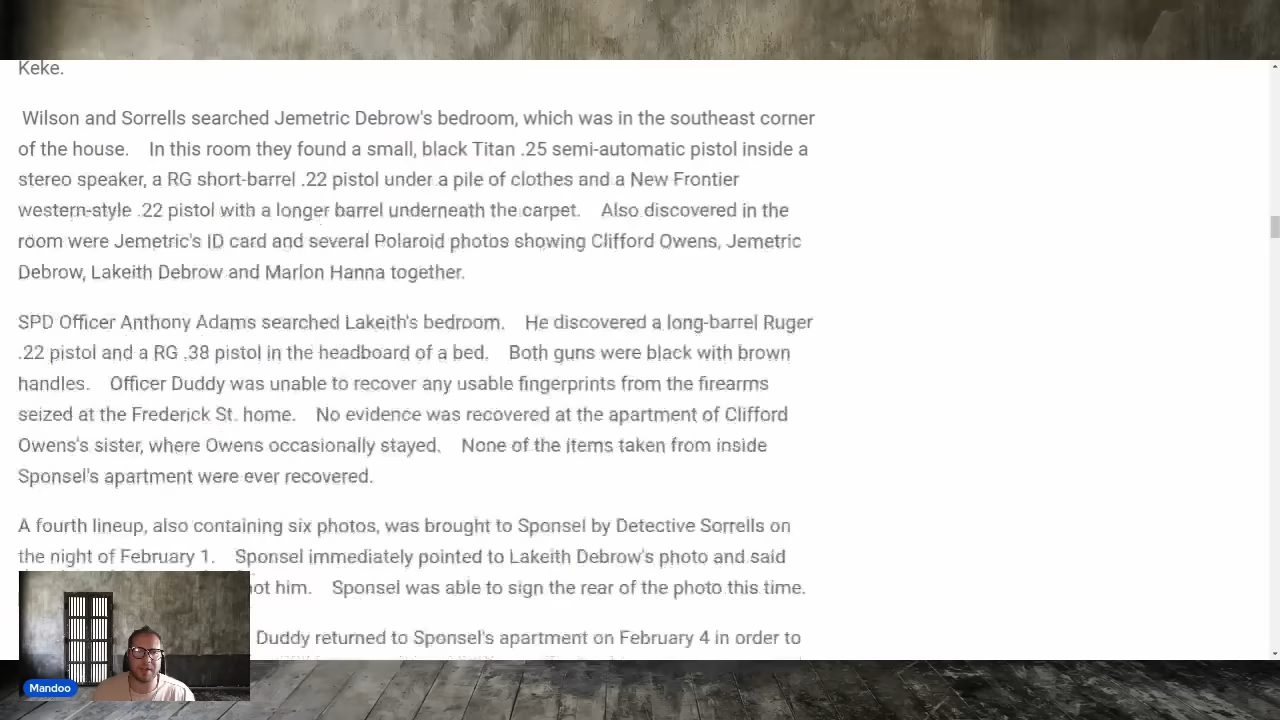 Keke.
Wilson and Sorrells searched Jemetric Debrow's bedroom, which was in the southeast corner
of the house. In this room they found a small, black Titan .25 semi-automatic pistol inside a
stereo speaker, a RG short-barrel .22 pistol under a pile of clothes and a New Frontier
western-style .22 pistol with a longer barrel underneath the carpet. Also discovered in the
room were Jemetric's ID card and several Polaroid photos showing Clifford Owens, Jemetric
Debrow, Lakeith Debrow and Marlon Hanna together.
SPD Officer Anthony Adams searched Lakeith's bedroom. He discovered a long-barrel Ruger
.22 pistol and a RG .38 pistol in the headboard of a bed. Both guns were black with brown
handles. Officer Duddy was unable to recover any usable fingerprints from the firearms
seized at the Frederick St. home. No evidence was recovered at the apartment of Clifford
Owens's sister, where Owens occasionally stayed. None of the items taken from inside
Sponsel's apartment were ever recovered.
A fourth lineup, also containing six photos, was brought to Sponsel by Detective Sorrells on
the night of February 1. Sponsel immediately pointed to Lakeith Debrow's photo and said
him. Sponsel was able to sign the rear of the photo this time.
Duddy returned to Sponsel's apartment on February 4 in order to
Mandoo